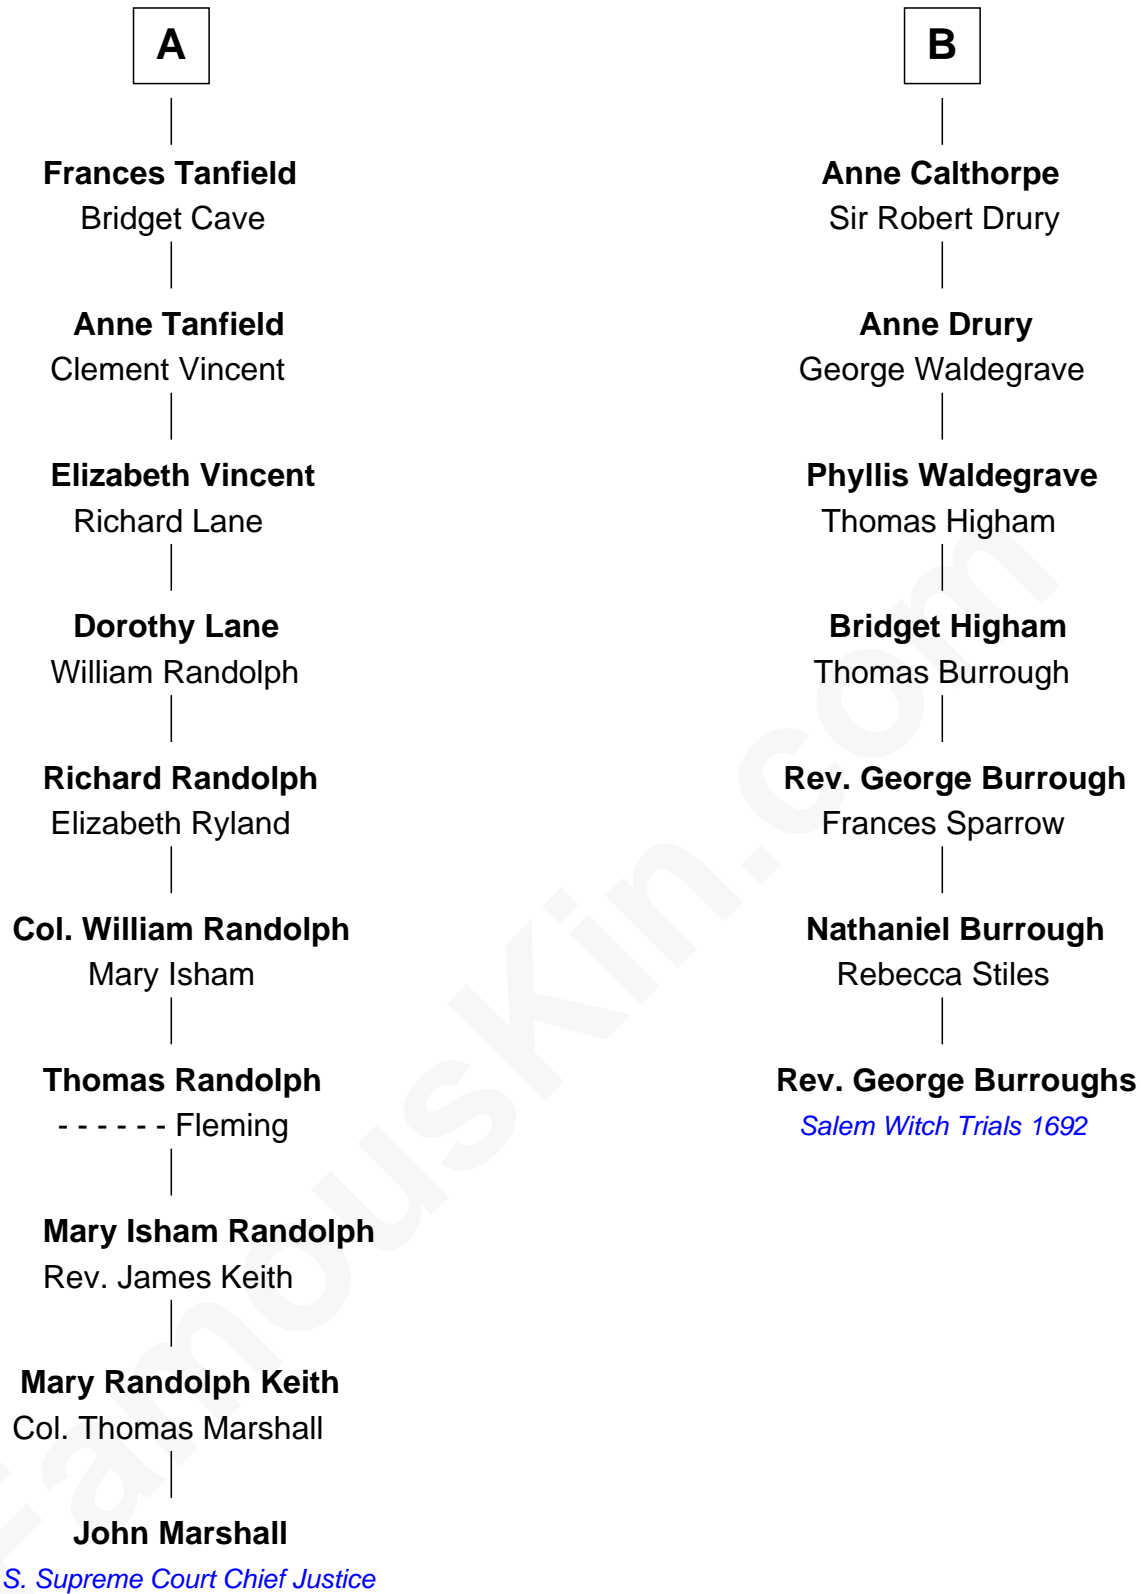 A
Frances Tanfield
Bridget Cave
Anne Tanfield
Clement Vincent
Elizabeth Vincent
Richard Lane
Dorothy Lane
William Randolph
Richard Randolph
Elizabeth Ryland
Col. William Randolph
Mary Isham
Thomas Randolph
- - - - - - Fleming
Mary Isham Randolph
Rev. James Keith
Mary Randolph Keith
Col. Thomas Marshall
John Marshall
S. Supreme Court Chief Justice
B
Anne Calthorpe
Sir Robert Drury
Anne Drury
George Waldegrave
Phyllis Waldegrave
Thomas Higham
Bridget Higham
Thomas Burrough
Rev. George Burrough
Frances Sparrow
Nathaniel Burrough
Rebecca Stiles
Rev. George Burroughs
Salem Witch Trials 1692
FamousKin.com